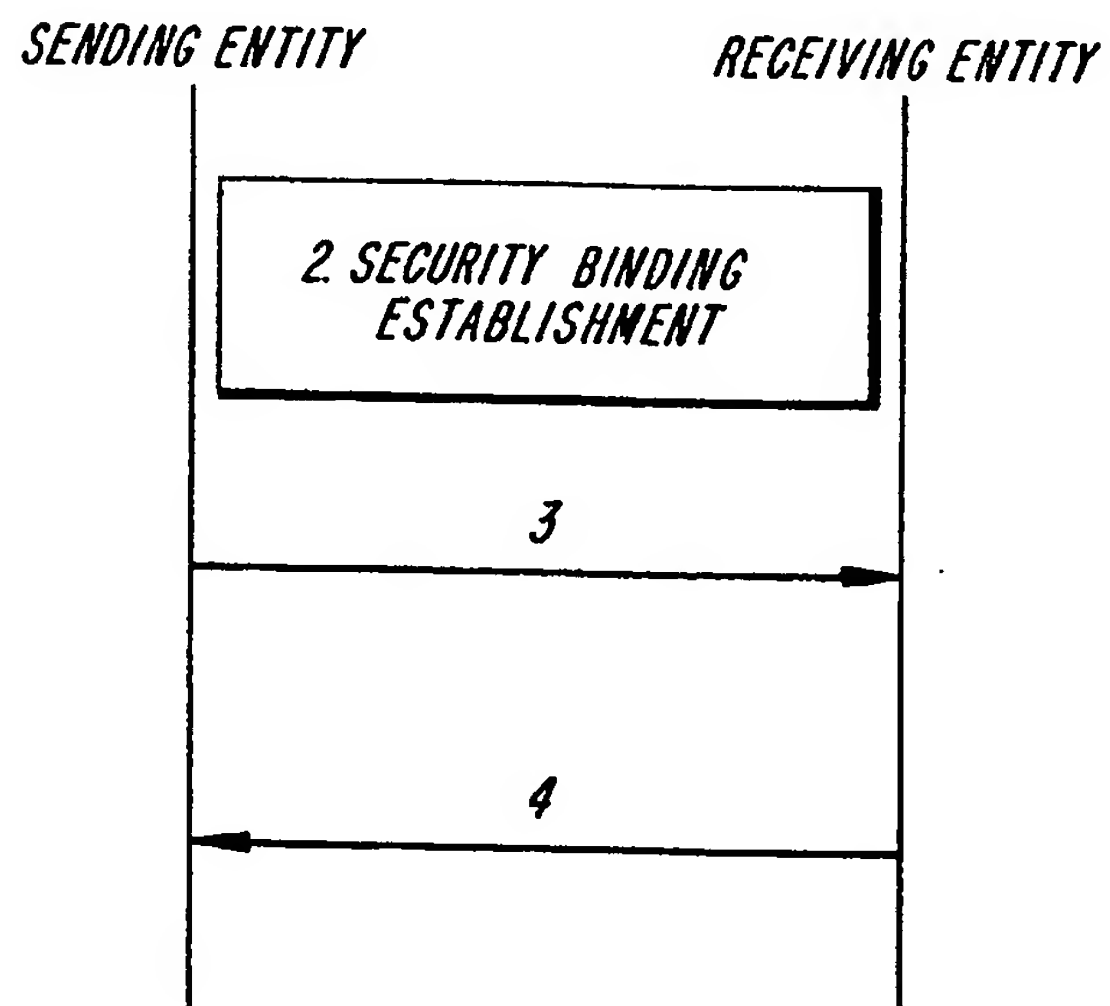 SENDING ENTITY
RECEIVING ENTITY
2. SECURITY BINDING
ESTABLISHMENT
3
4